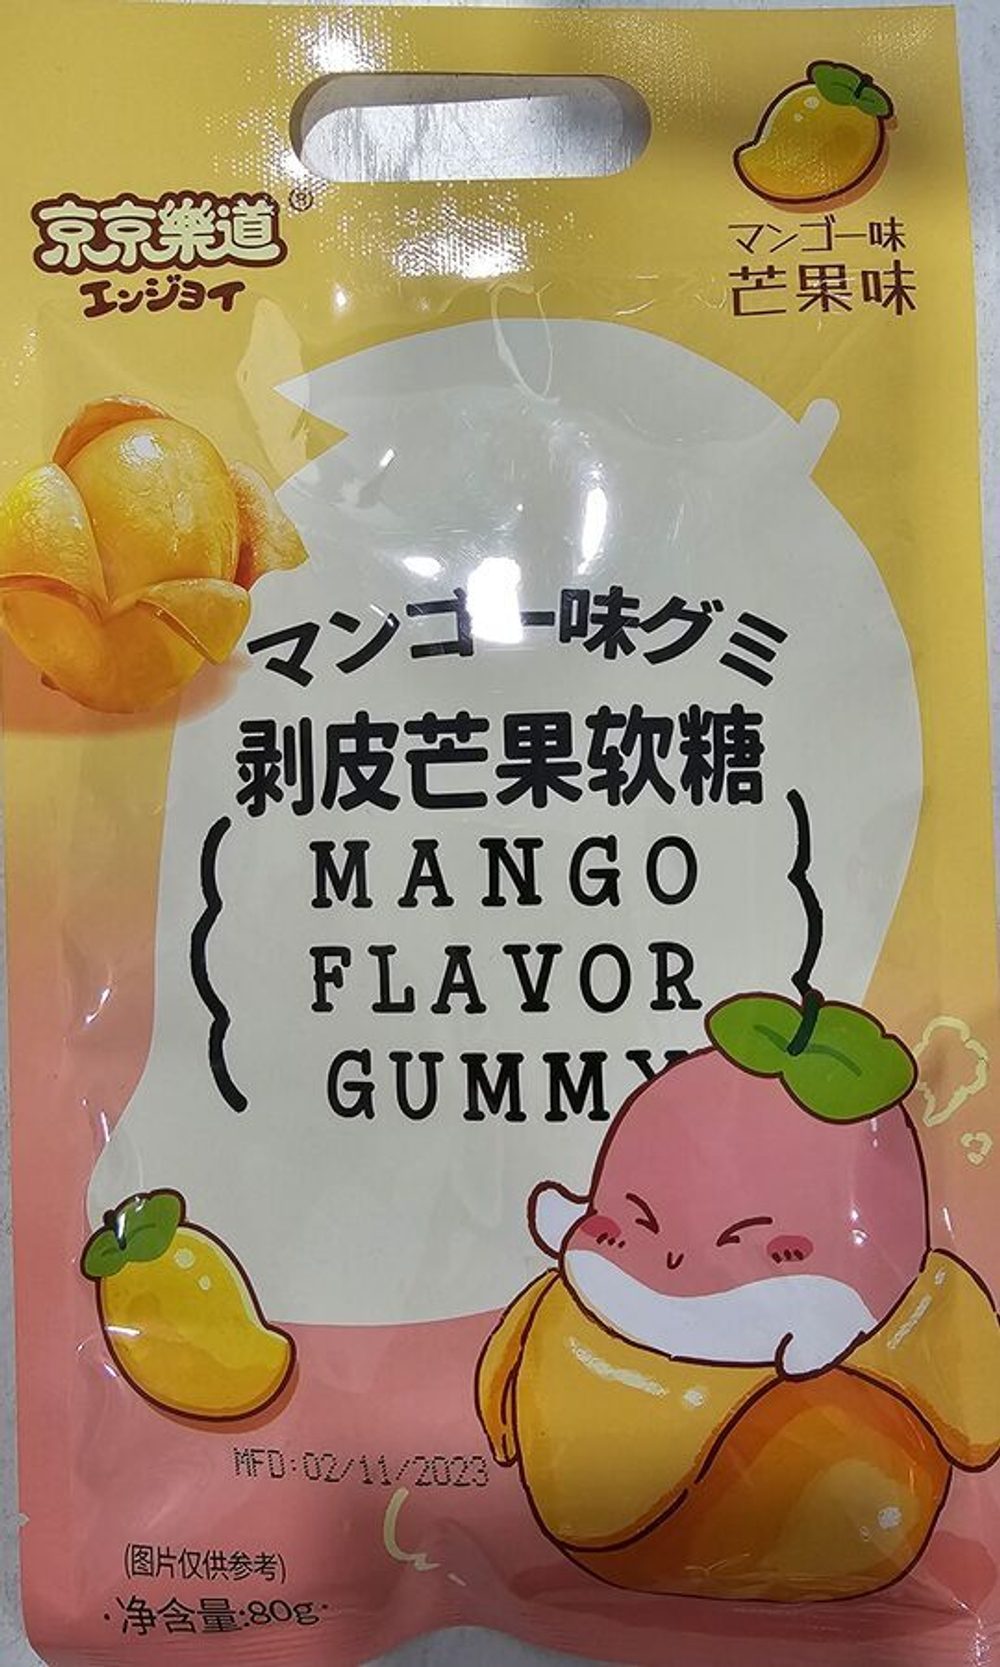 京京樂道®
エンジョイ
マンゴー味
芒果味
マンゴー味グミ
剥皮芒果软糖
MANGO
FLAVOR
GUMMY
MFD:02/11/2023
(图片仅供参考)
·净含量:80g·